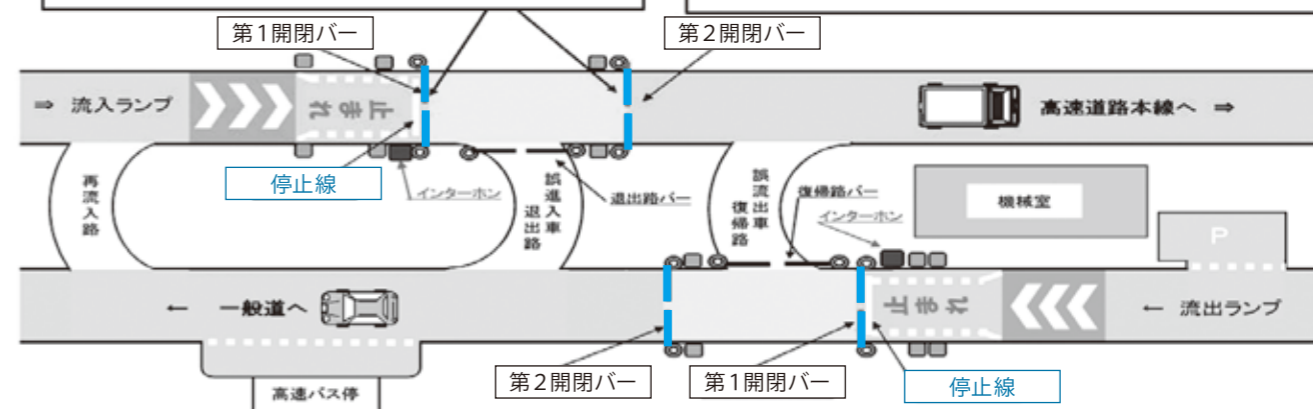 第1開閉バー
第2開閉バー
⇒ 流入ランプ
止まれ
高速道路本線へ ⇒
停止線
インターホン
再流入路
誤進入車
退出路
退出路バー
誤流出車
復帰路
復帰路バー
インターホン
機械室
P
← 一般道へ
止まれ
← 流出ランプ
第2開閉バー
第1開閉バー
停止線
高速バス停